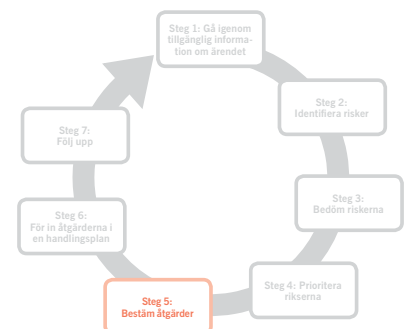 Steg 1: Gå igenom
tillgänglig informa-
tion om ärendet
Steg 2:
Identifiera risker
Steg 3:
Bedöm riskerna
Steg 4: Prioritera
rikserna
Steg 5:
Bestäm åtgärder
Steg 6:
För in åtgärderna i
en handlingsplan
Steg 7:
Följ upp